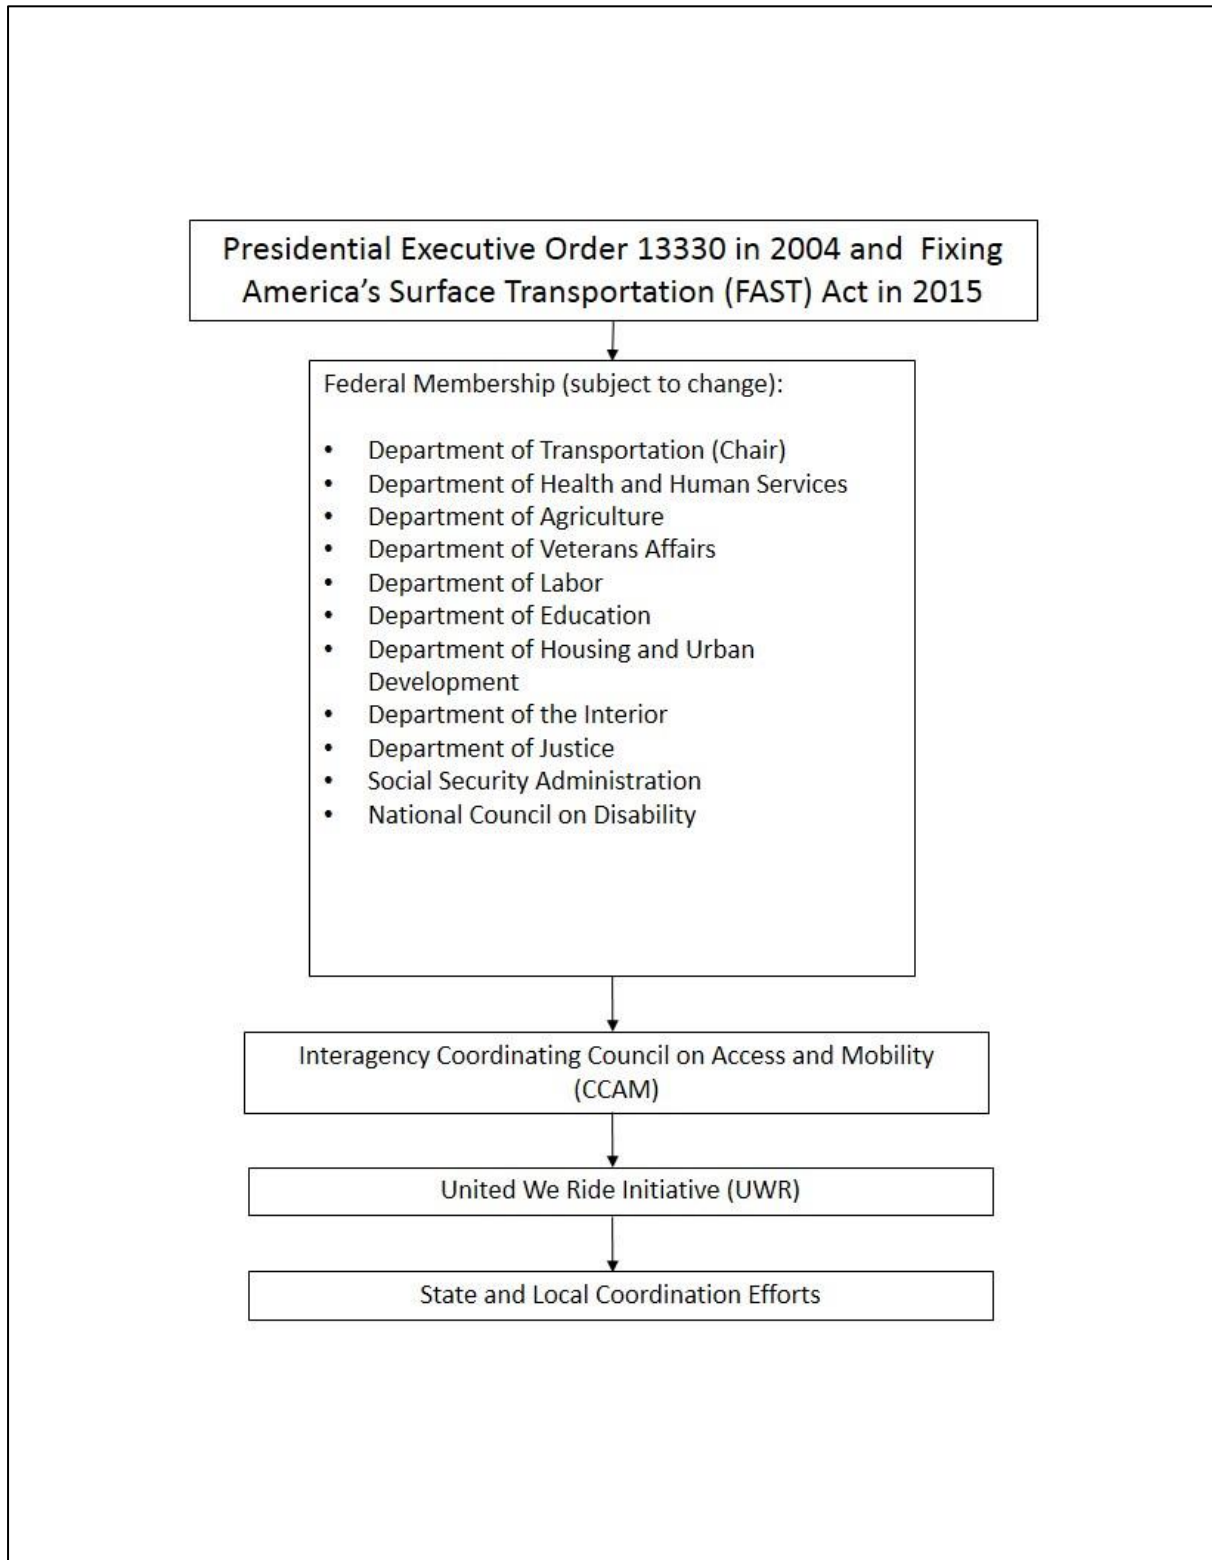 Presidential Executive Order 13330 in 2004 and  Fixing
America’s Surface Transportation (FAST) Act in 2015
Federal Membership (subject to change):
• Department of Transportation (Chair)
• Department of Health and Human Services
• Department of Agriculture
• Department of Veterans Affairs
• Department of Labor
• Department of Education
• Department of Housing and Urban
Development
• Department of the Interior
• Department of Justice
• Social Security Administration
• National Council on Disability
Interagency Coordinating Council on Access and Mobility
(CCAM)
United We Ride Initiative (UWR)
State and Local Coordination Efforts